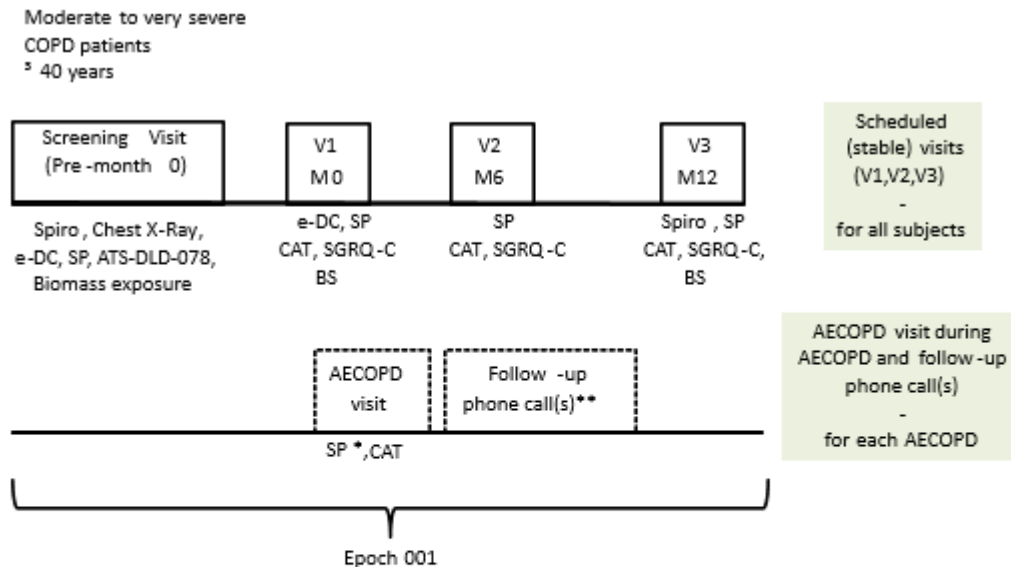 Moderate to very severe
COPD patients
³ 40 years
Screening Visit
(Pre-month 0)
V1
M0
V2
M6
V3
M12
Scheduled
(stable) visits
(V1,V2,V3)
-
for all subjects
Spiro, Chest X-Ray,
e-DC, SP, ATS-DLD-078,
Biomass exposure
e-DC, SP
CAT, SGRQ-C
BS
SP
CAT, SGRQ-C
Spiro, SP
CAT, SGRQ-C,
BS
AECOPD
visit
Follow-up
phone call(s)**
AECOPD visit during
AECOPD and follow-up
phone call(s)
-
for each AECOPD
SP *,CAT
Epoch 001